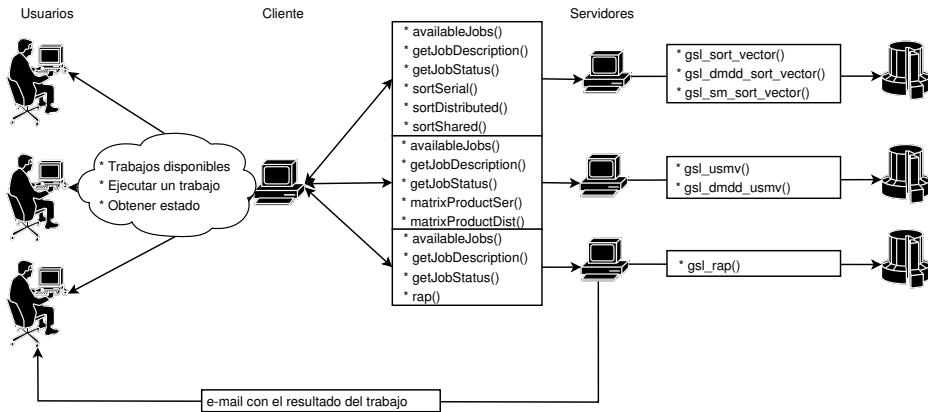 Usuarios
Cliente
Servidores
* Trabajos disponibles
* Ejecutar un trabajo
* Obtener estado
* availableJobs()
* getJobDescription()
* getJobStatus()
* sortSerial()
* sortDistributed()
* sortShared()
* availableJobs()
* getJobDescription()
* getJobStatus()
* matrixProductSer()
* matrixProductDist()
* availableJobs()
* getJobDescription()
* getJobStatus()
* rap()
* gsl_sort_vector()
* gsl_dmdd_sort_vector()
* gsl_sm_sort_vector()
* gsl_usmv()
* gsl_dmdd_usmv()
* gsl_rap()
e-mail con el resultado del trabajo